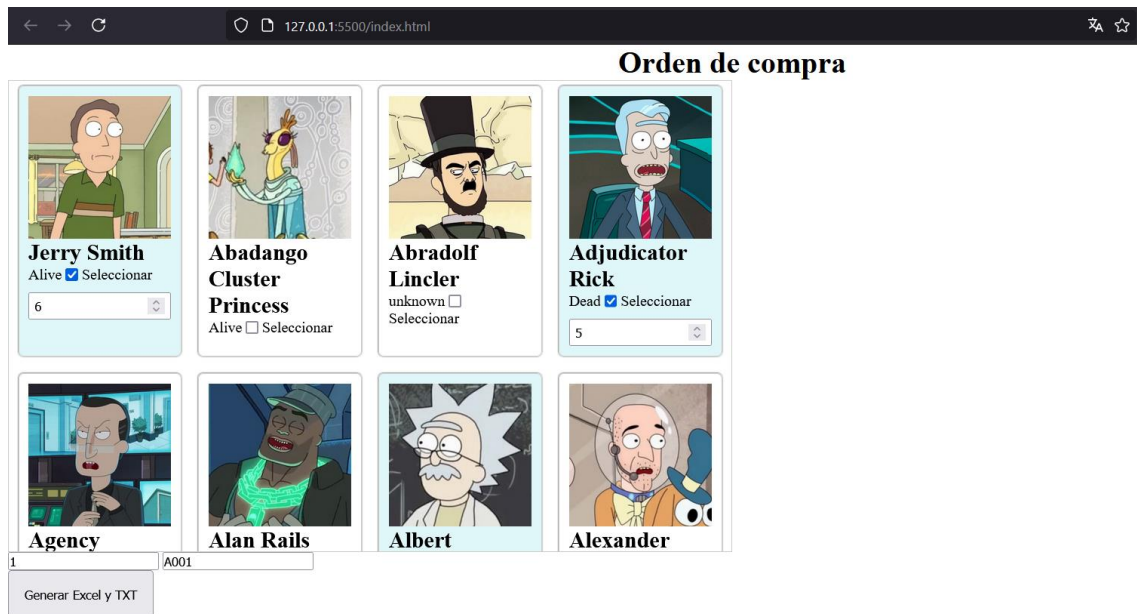 127.0.0.1:5500/index.html
Orden de compra
Jerry Smith
Alive Seleccionar
6
Abadango
Cluster
Princess
Alive Seleccionar
Abradolf
Lincler
unknown
Seleccionar
Adjudicator
Rick
Dead Seleccionar
5
Agency
Alan Rails
Albert
Alexander
1
A001
Generar Excel y TXT